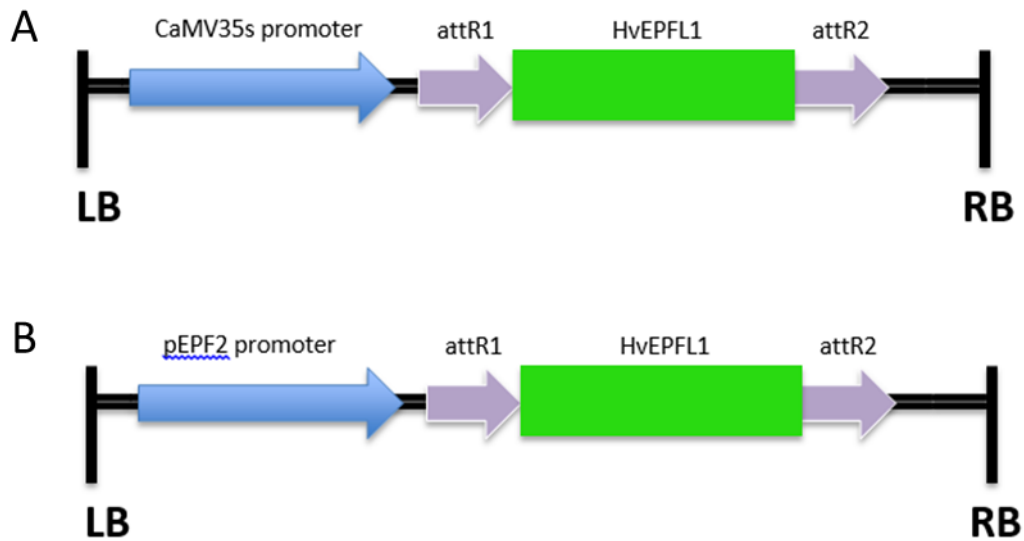 A
CaMV35s promoter attR1 HvEPFL1 attR2
LB RB
B
pEPF2 promoter attR1 HvEPFL1 attR2
LB RB